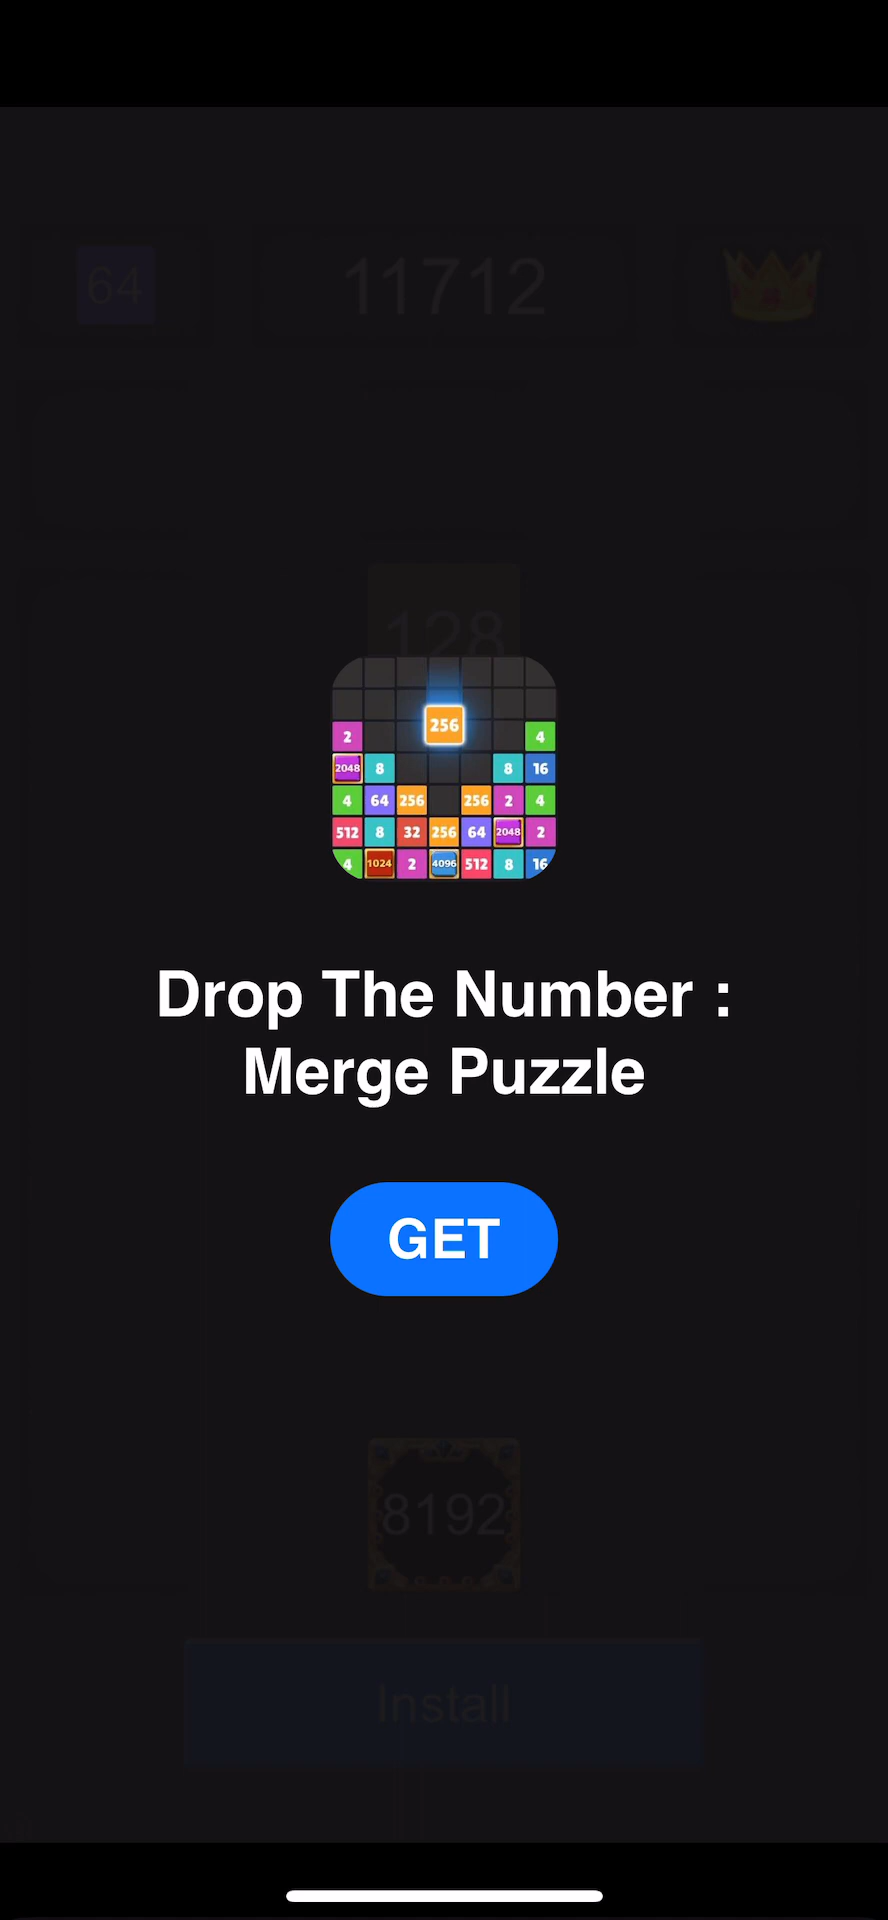 64
11712
128
256
2
4
2048 8 8 16
4 64 256 256 2 4
512 8 32 256 64 2048 2
4 1024 2 4096 512 8 16
Drop The Number :
Merge Puzzle
GET
8192
Install